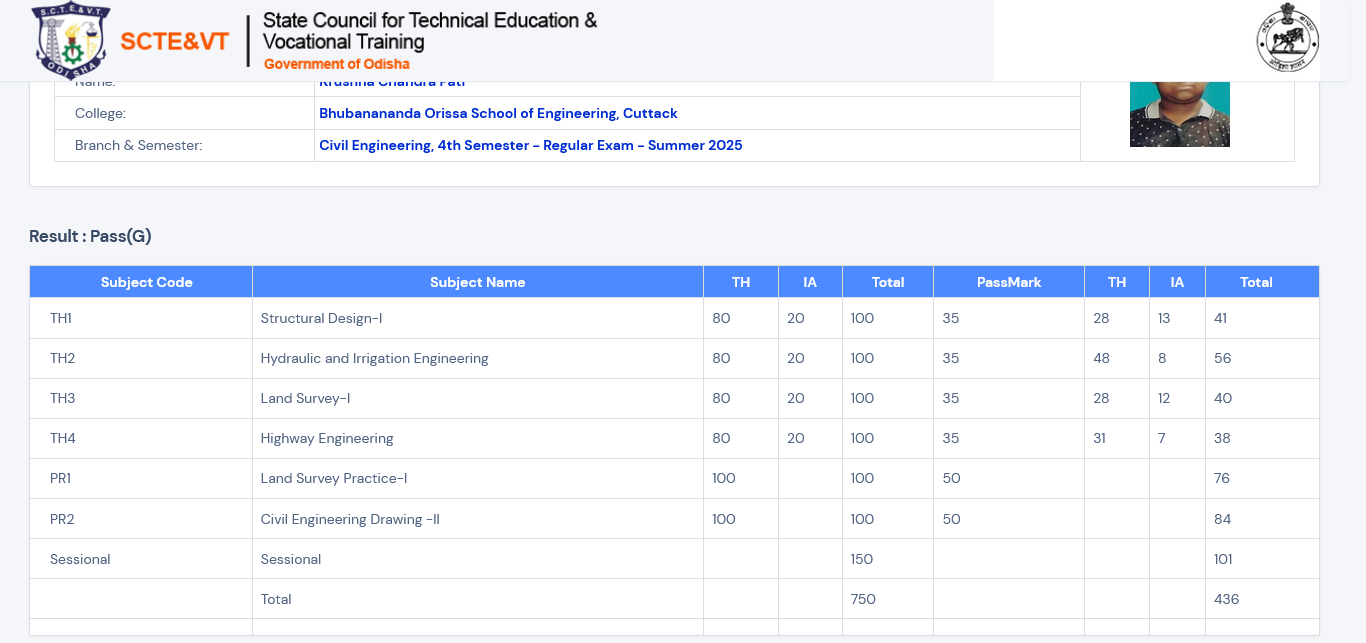 S.C.T.E.&V.T.
ODISHA
SCTE&VT
State Council for Technical Education &
Vocational Training
Government of Odisha
Name: Krushna Chandra Pati
College: Bhubanananda Orissa School of Engineering, Cuttack
Branch & Semester: Civil Engineering, 4th Semester - Regular Exam - Summer 2025
Result : Pass(G)
Subject Code Subject Name TH IA Total PassMark TH IA Total
TH1 Structural Design-I 80 20 100 35 28 13 41
TH2 Hydraulic and Irrigation Engineering 80 20 100 35 48 8 56
TH3 Land Survey-I 80 20 100 35 28 12 40
TH4 Highway Engineering 80 20 100 35 31 7 38
PR1 Land Survey Practice-I 100 100 50 76
PR2 Civil Engineering Drawing -II 100 100 50 84
Sessional Sessional 150 101
Total 750 436